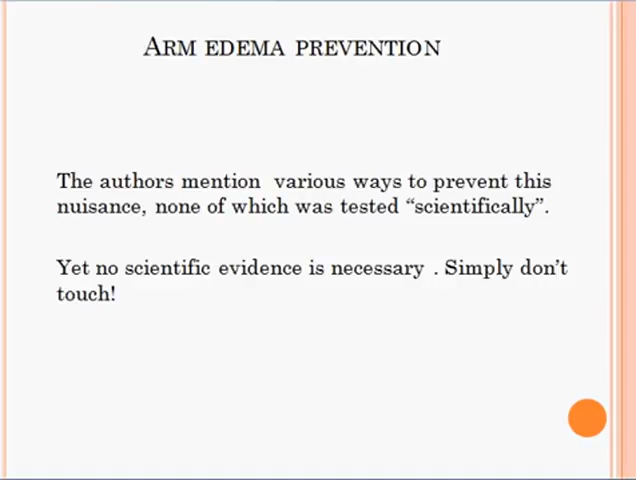 ARM EDEMA PREVENTION
The authors mention various ways to prevent this
nuisance, none of which was tested “scientifically”.
Yet no scientific evidence is necessary . Simply don’t
touch!